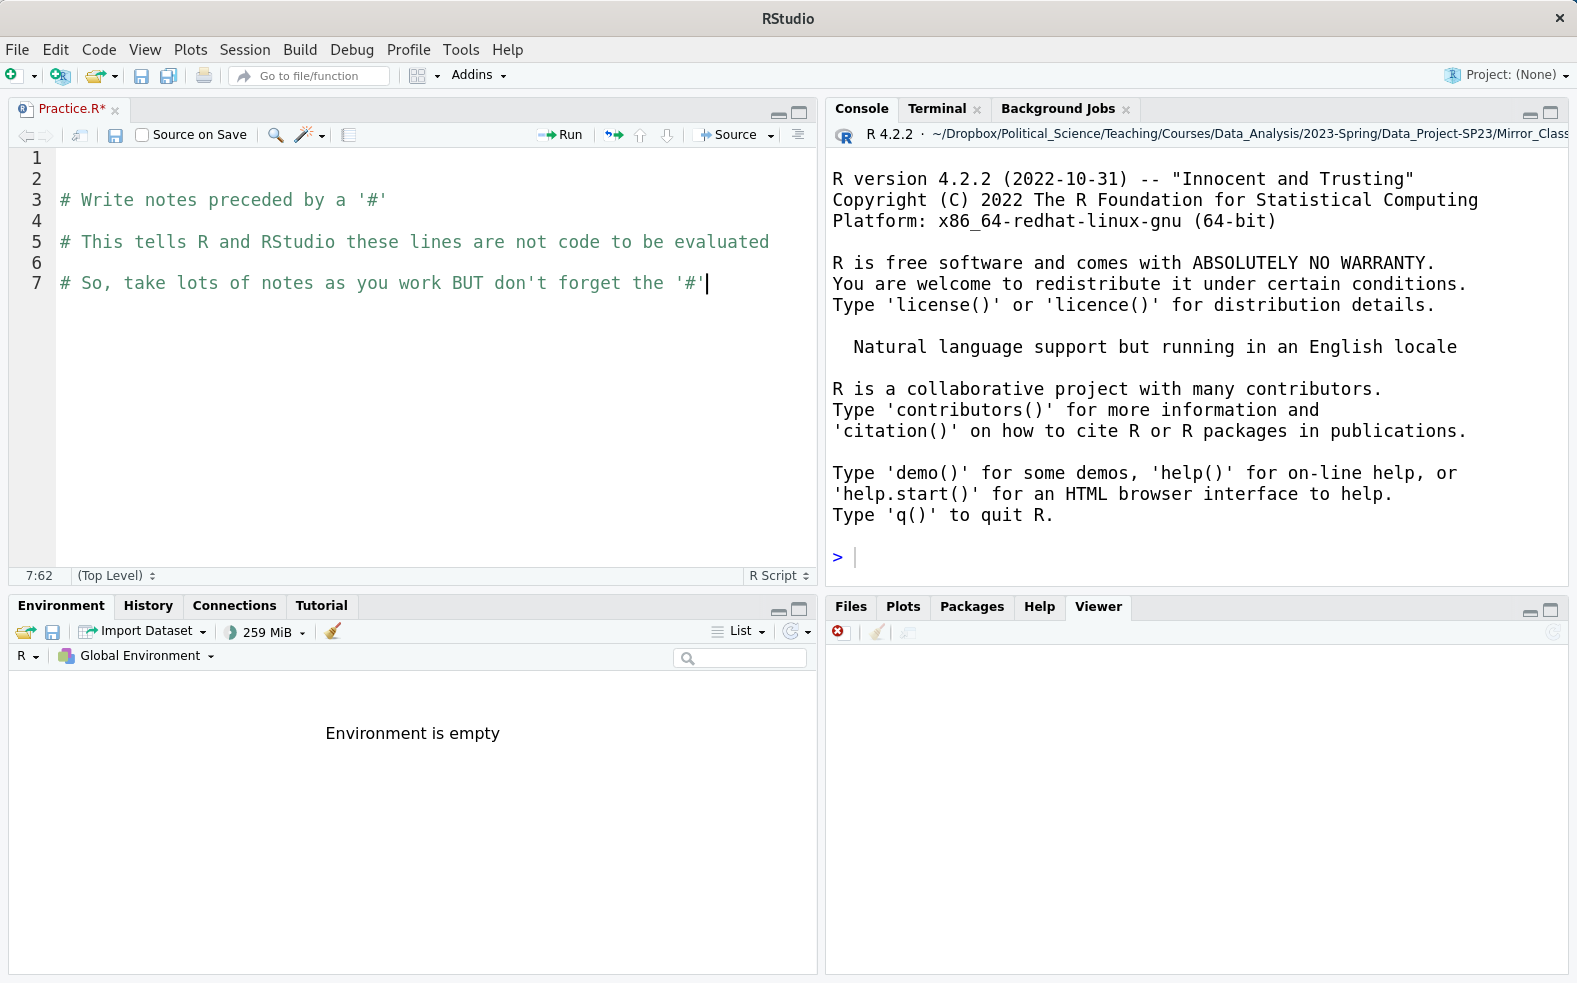 RStudio
File Edit Code View Plots Session Build Debug Profile Tools Help
Go to file/function Addins Project: (None)
Practice.R*
Source on Save Run Source
1
2
3 # Write notes preceded by a '#'
4
5 # This tells R and RStudio these lines are not code to be evaluated
6
7 # So, take lots of notes as you work BUT don't forget the '#'
7:62 (Top Level) R Script
Console Terminal Background Jobs
R 4.2.2 · ~/Dropbox/Political_Science/Teaching/Courses/Data_Analysis/2023-Spring/Data_Project-SP23/Mirror_Class
R version 4.2.2 (2022-10-31) -- "Innocent and Trusting"
Copyright (C) 2022 The R Foundation for Statistical Computing
Platform: x86_64-redhat-linux-gnu (64-bit)
R is free software and comes with ABSOLUTELY NO WARRANTY.
You are welcome to redistribute it under certain conditions.
Type 'license()' or 'licence()' for distribution details.
Natural language support but running in an English locale
R is a collaborative project with many contributors.
Type 'contributors()' for more information and
'citation()' on how to cite R or R packages in publications.
Type 'demo()' for some demos, 'help()' for on-line help, or
'help.start()' for an HTML browser interface to help.
Type 'q()' to quit R.
>
Environment History Connections Tutorial
Import Dataset 259 MiB List
R Global Environment
Environment is empty
Files Plots Packages Help Viewer